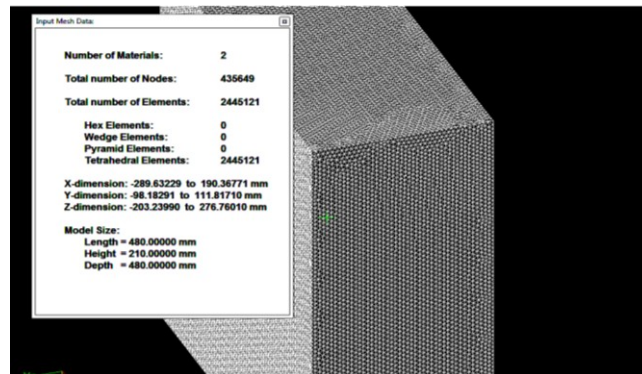 Input Mesh Data:
Number of Materials: 2
Total number of Nodes: 435649
Total number of Elements: 2445121
Hex Elements: 0
Wedge Elements: 0
Pyramid Elements: 0
Tetrahedral Elements: 2445121
X-dimension: -289.63229 to 190.36771 mm
Y-dimension: -98.18291 to 111.81710 mm
Z-dimension: -203.23990 to 276.76010 mm
Model Size:
Length = 480.00000 mm
Height = 210.00000 mm
Depth = 480.00000 mm